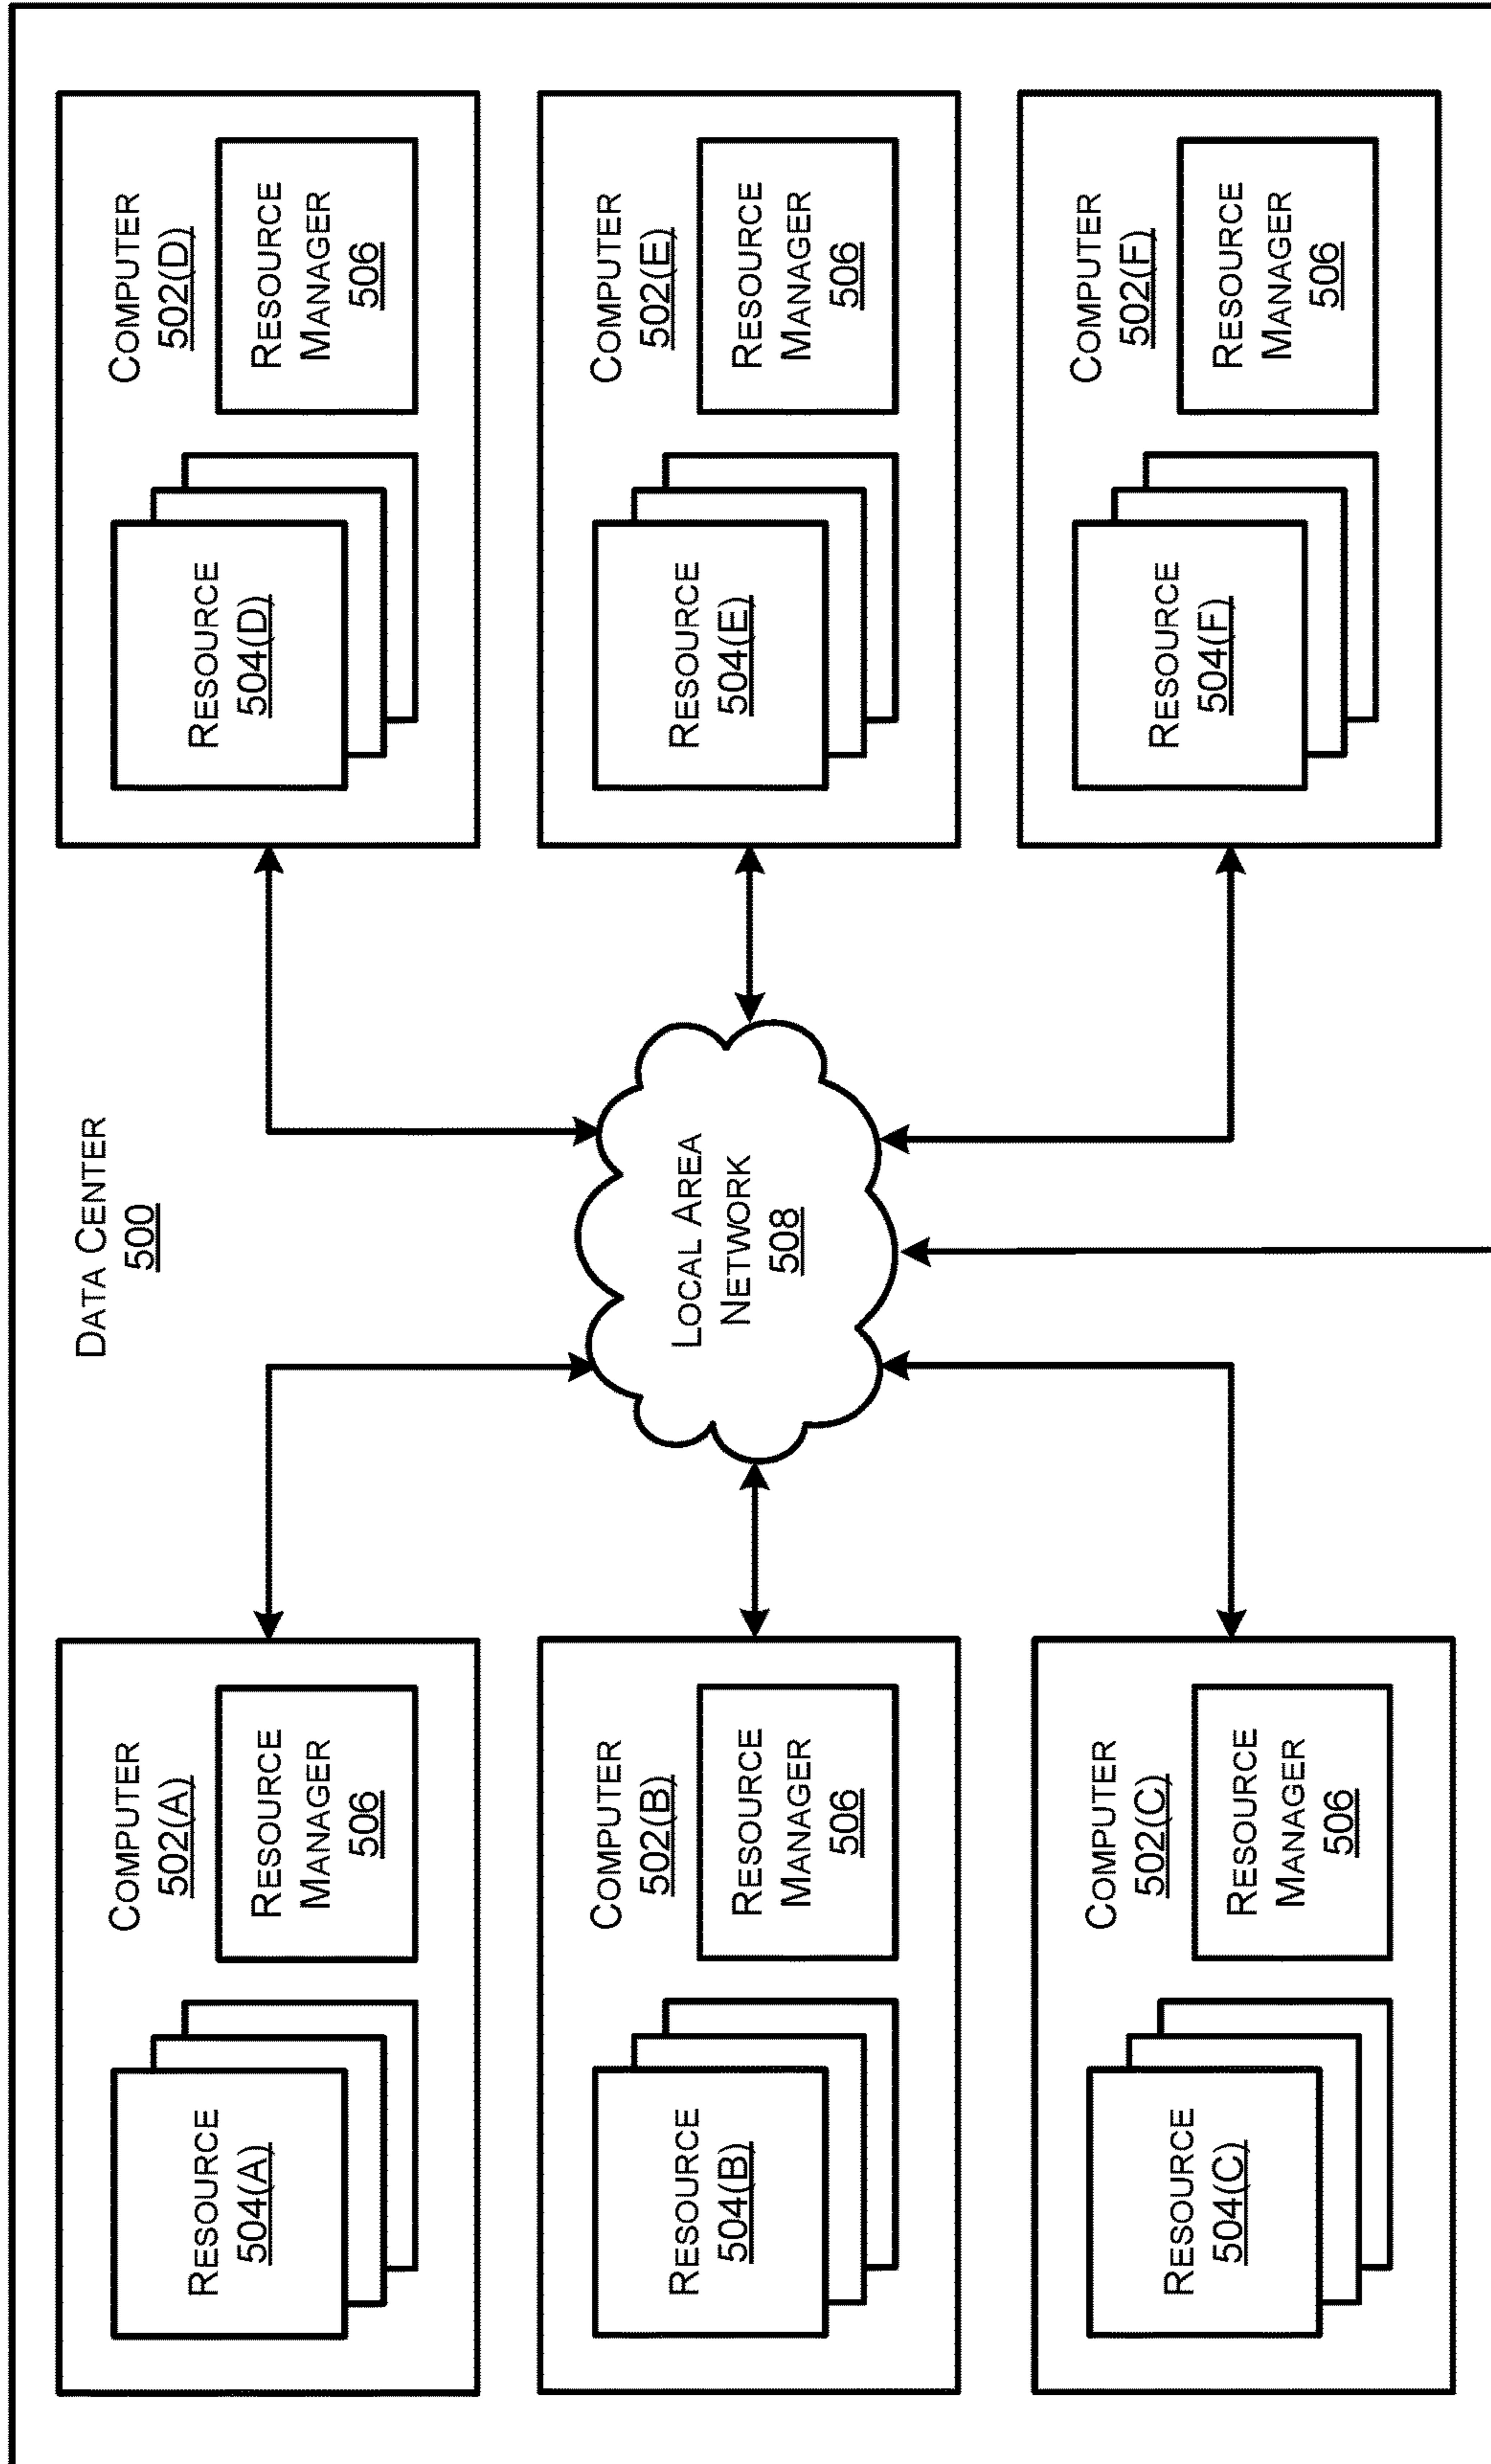 DATA CENTER
500
COMPUTER
502(A)
RESOURCE
504(A)
RESOURCE
MANAGER
506
COMPUTER
502(D)
RESOURCE
504(D)
RESOURCE
MANAGER
506
COMPUTER
502(B)
RESOURCE
504(B)
RESOURCE
MANAGER
506
LOCAL AREA
NETWORK
508
COMPUTER
502(E)
RESOURCE
504(E)
RESOURCE
MANAGER
506
COMPUTER
502(C)
RESOURCE
504(C)
RESOURCE
MANAGER
506
COMPUTER
502(F)
RESOURCE
504(F)
RESOURCE
MANAGER
506